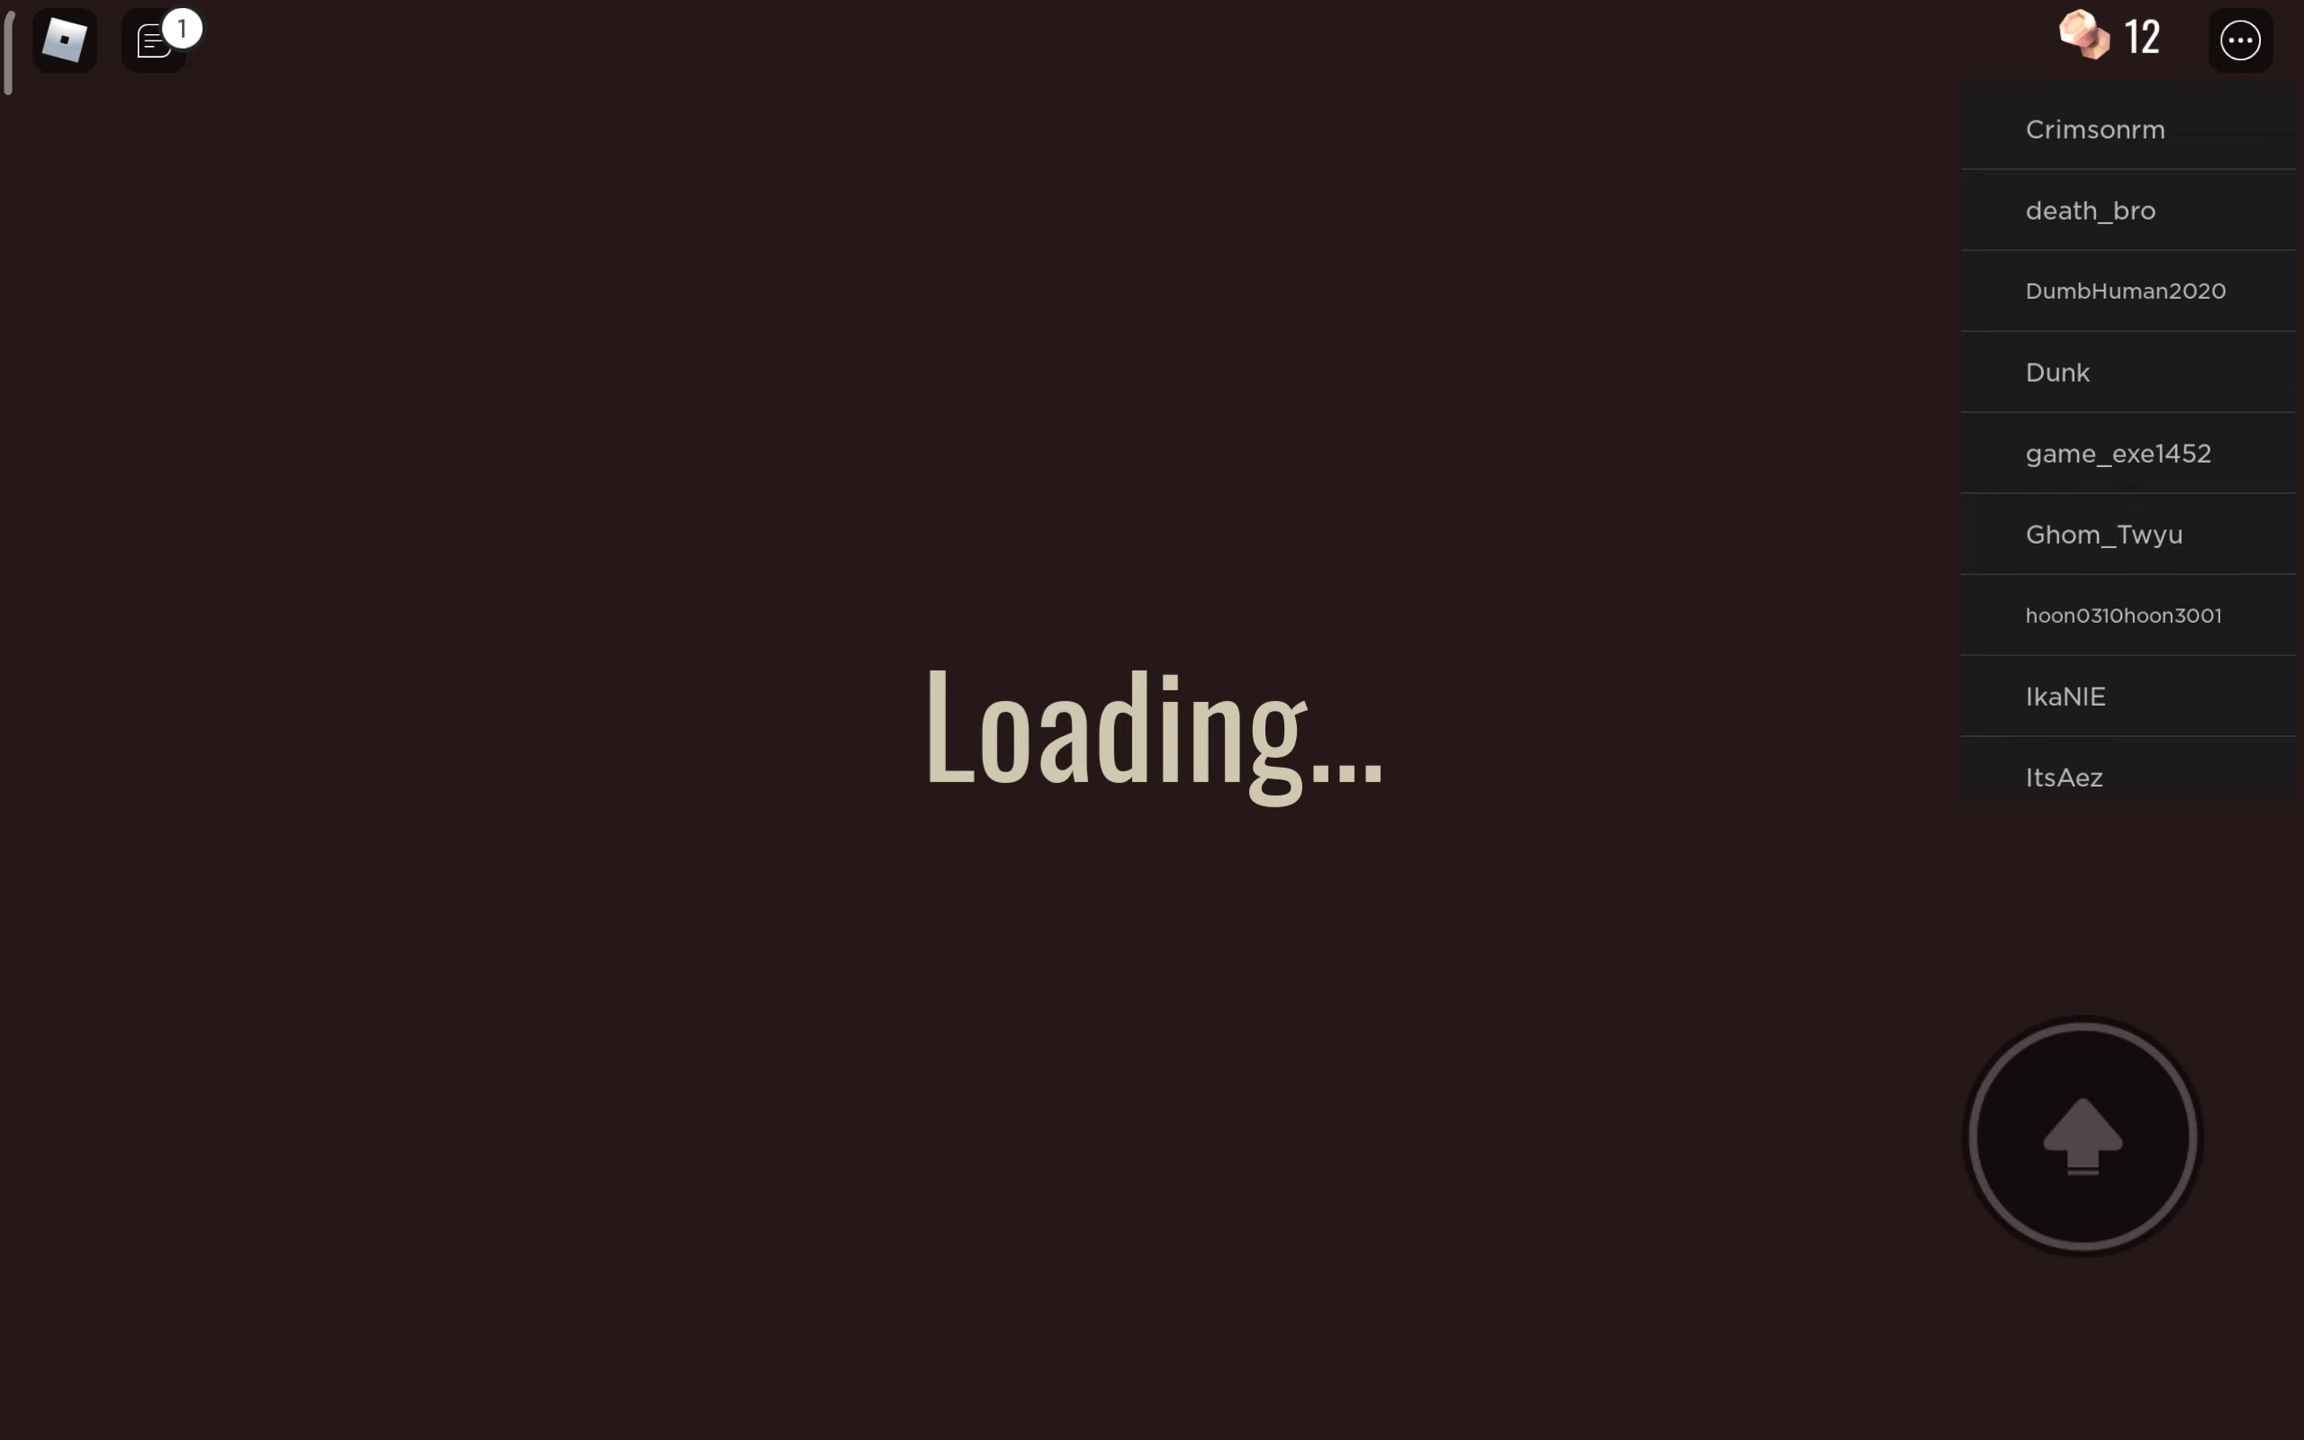 1
12
Crimsonrm
death_bro
DumbHuman2020
Dunk
game_exe1452
Ghom_Twyu
hoon0310hoon3001
IkaNIE
ItsAez
Loading...